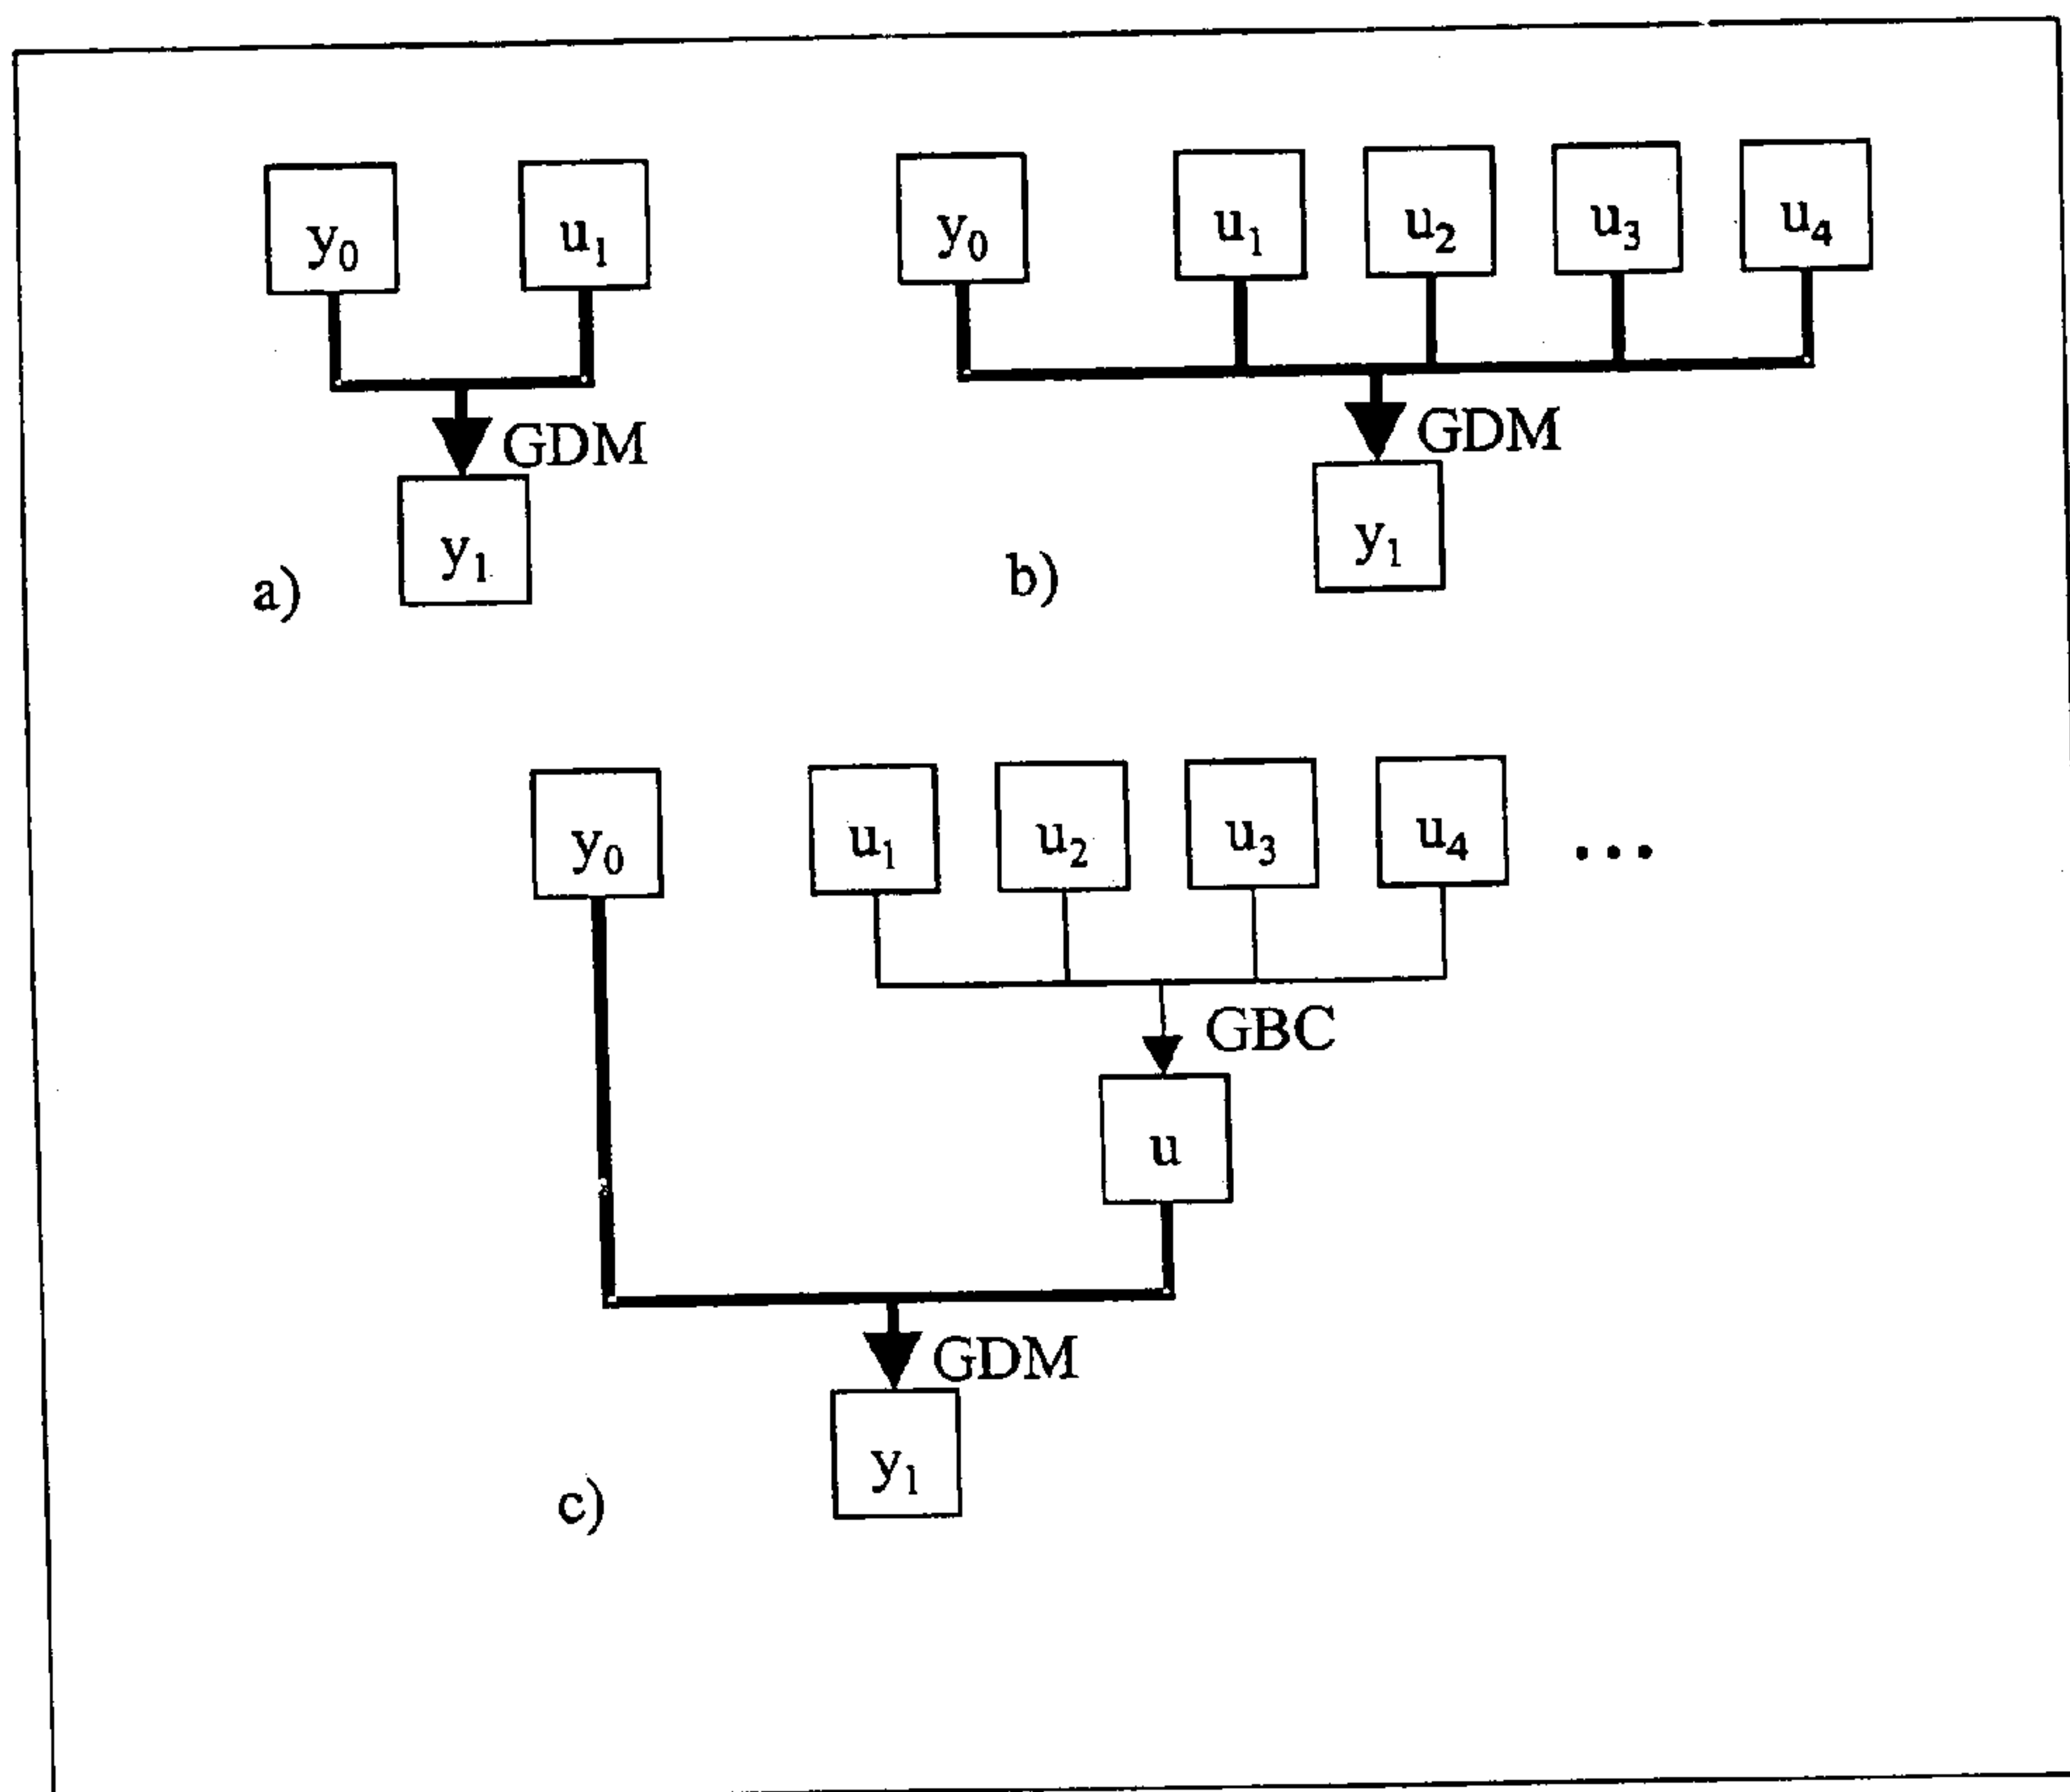 y₀ u₁
GDM
y₁
a)
y₀ u₁ u₂ u₃ u₄
GDM
y₁
b)
y₀ u₁ u₂ u₃ u₄ ...
GBC
u
GDM
y₁
c)